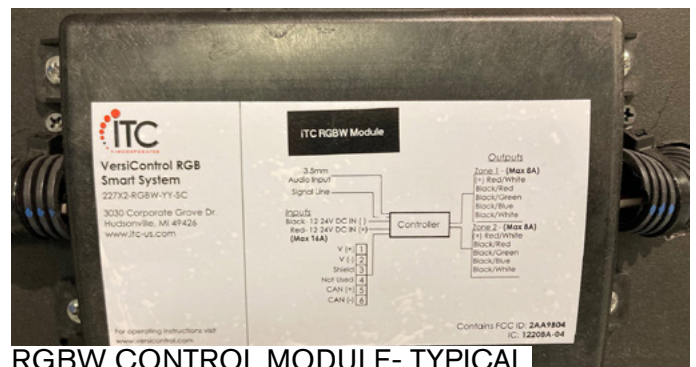 iTC
INCORPORATED
VersiControl RGB
Smart System
227X2-RGBW-YY-SC
3030 Corporate Grove Dr.
Hudsonville, MI 49426
www.itc-us.com
For operating instructions visit
www.versicontrol.com
iTC RGBW Module
3.5mm
Audio Input
Signal Line
Inputs
Black- 12 24V DC IN (-)
Red- 12 24V DC IN (+)
(Max 16A)
V (+) 1
V (-) 2
Shield 3
Not Used 4
CAN (+) 5
CAN (-) 6
Controller
Outputs
Zone 1 - (Max 8A)
(+) Red/White
Black/Red
Black/Green
Black/Blue
Black/White
Zone 2 - (Max 8A)
(+) Red/White
Black/Red
Black/Green
Black/Blue
Black/White
Contains FCC ID: 2AA9B04
IC: 12208A-04
RGBW CONTROL MODULE- TYPICAL